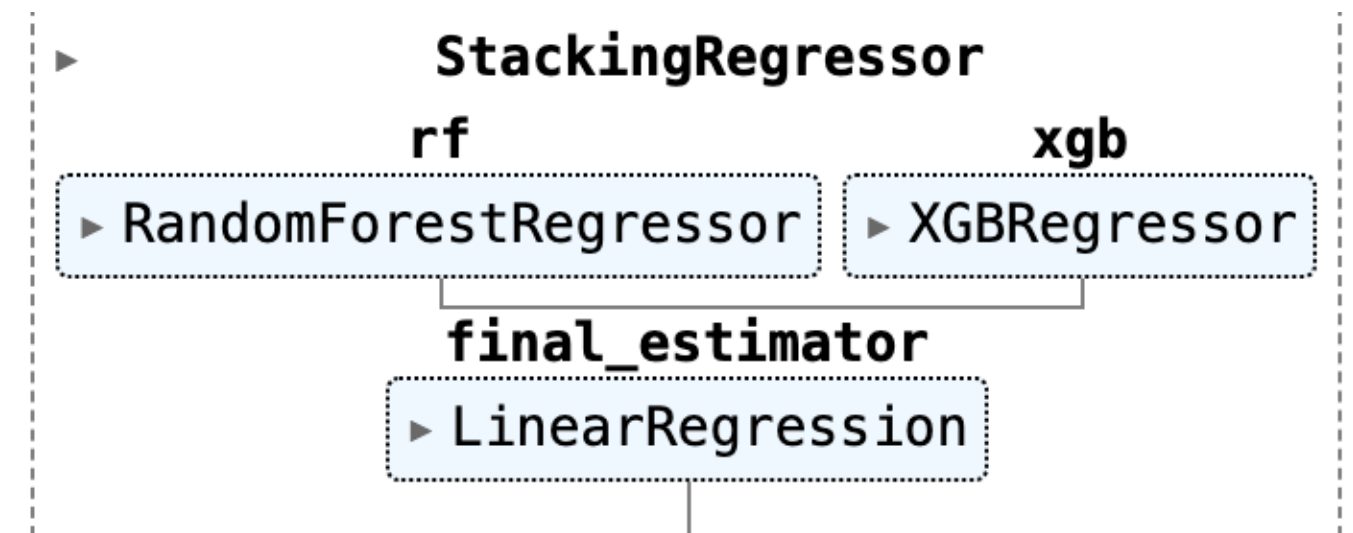 StackingRegressor
rf xgb
RandomForestRegressor XGBRegressor
final_estimator
LinearRegression